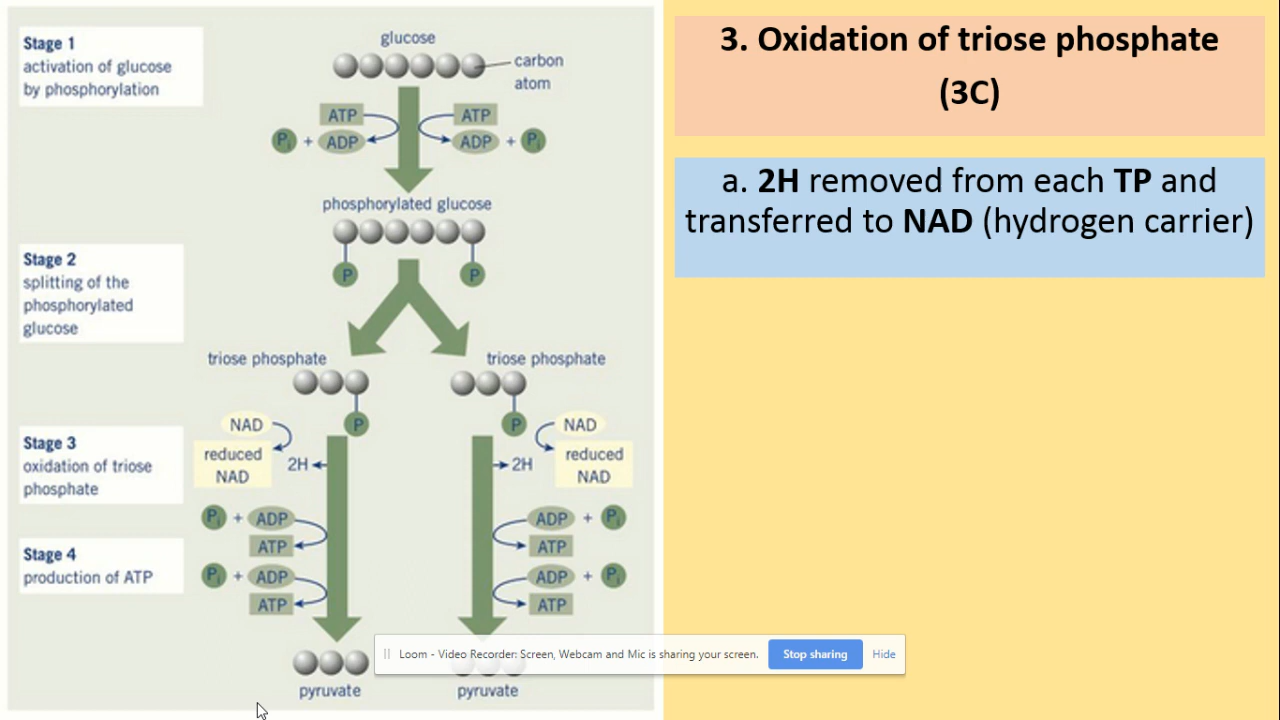 Stage 1
activation of glucose
by phosphorylation
glucose
carbon
atom
ATP
ATP
Pi + ADP
ADP + Pi
phosphorylated glucose
P
P
Stage 2
splitting of the
phosphorylated
glucose
triose phosphate
triose phosphate
P
P
NAD
NAD
Stage 3
oxidation of triose
phosphate
reduced
NAD
2H
2H
reduced
NAD
Pi + ADP
ADP + Pi
ATP
ATP
Stage 4
production of ATP
Pi + ADP
ADP + Pi
ATP
ATP
pyruvate
pyruvate
3. Oxidation of triose phosphate
(3C)
a. 2H removed from each TP and
transferred to NAD (hydrogen carrier)
Loom - Video Recorder: Screen, Webcam and Mic is sharing your screen.
Stop sharing
Hide